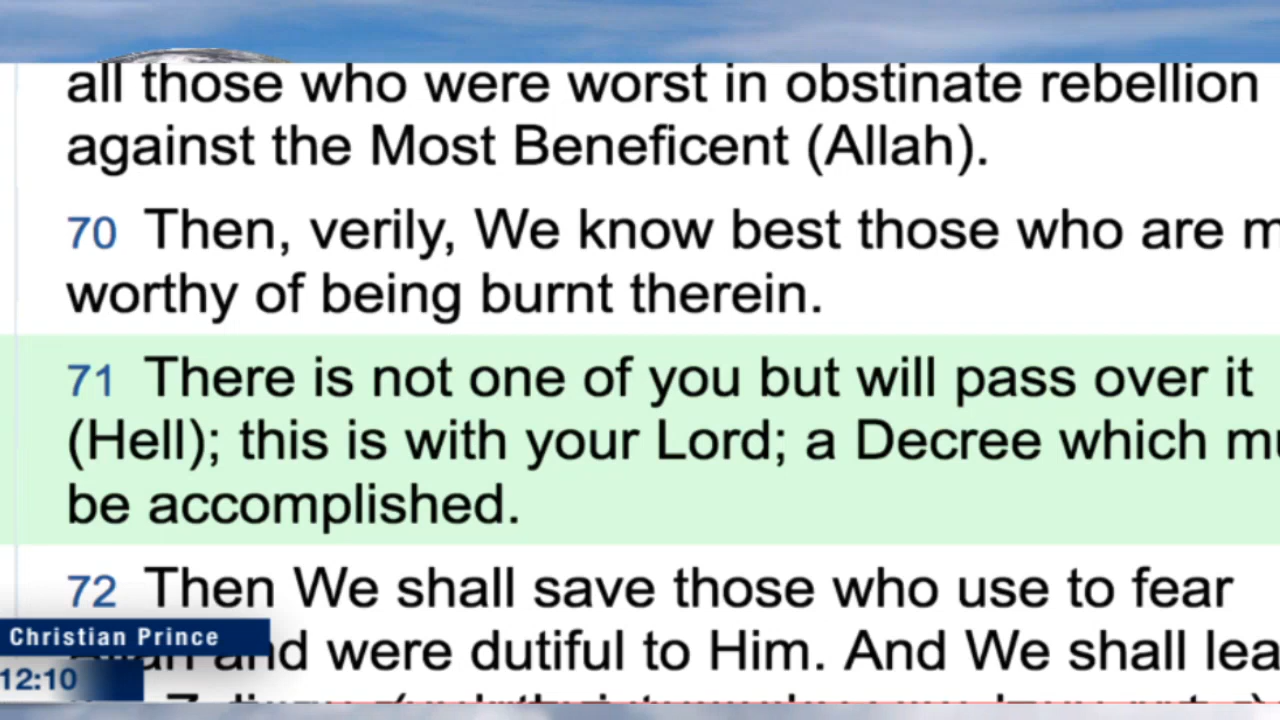 all those who were worst in obstinate rebellion
against the Most Beneficent (Allah).
70 Then, verily, We know best those who are
worthy of being burnt therein.
71 There is not one of you but will pass over it
(Hell); this is with your Lord; a Decree which
be accomplished.
72 Then We shall save those who use to fear
and were dutiful to Him. And We shall
Christian Prince
12:10